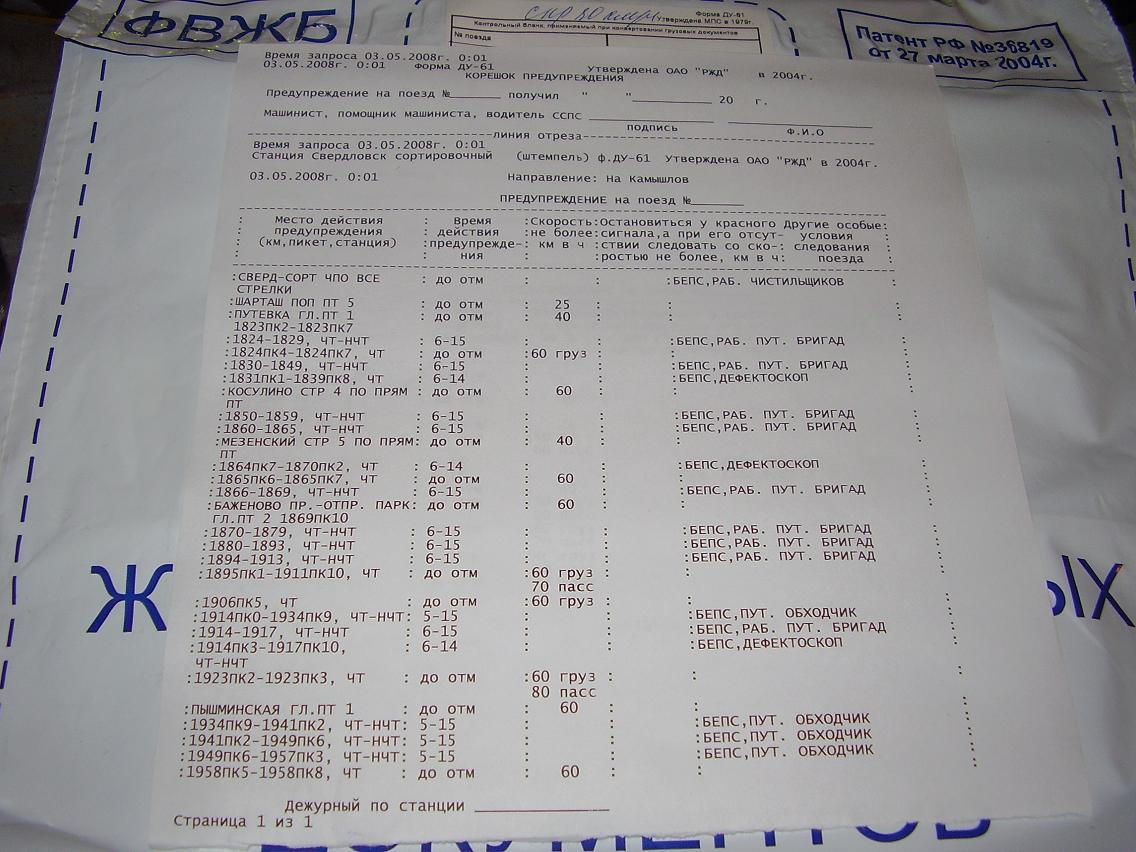 ФВЖБ
Форма ДУ-61
Утверждена МПС в 1979г.
Контрольный бланк, применяемый при конвертовании грузовых документов
№ поезда
Патент РФ №36819
от 27 марта 2004г.
Время запроса 03.05.2008г. 0:01
03.05.2008г. 0:01 Форма ДУ-61 Утверждена ОАО "РЖД" в 2004г.
КОРЕШОК ПРЕДУПРЕЖДЕНИЯ
Предупреждение на поезд №_______ получил " "___________ 20 г.
Машинист, помощник машиниста, водитель ССПС _________________ ____________________
подпись Ф.И.О
------------------------------линия отреза------------------------------
Время запроса 03.05.2008г. 0:01
Станция Свердловск сортировочный (штемпель) ф.ДУ-61 Утверждена ОАО "РЖД" в 2004г.
03.05.2008г. 0:01 Направление: на Камышлов
ПРЕДУПРЕЖДЕНИЕ на поезд №_______
: Место действия : Время :Скорость:Остановиться у красного Другие особые:
: предупреждения : действия :не более:сигнала,а при его отсут- условия :
:(км,пикет,станция) :предупрежде-: км в ч :ствии следовать со ско-: следования :
: : ния : :ростью не более, км в ч: поезда :
:СВЕРД-СОРТ ЧПО ВСЕ : до отм : : :БЕПС,РАБ. ЧИСТИЛЬЩИКОВ :
СТРЕЛКИ
:ШАРТАШ ПОП ПТ 5 : до отм : 25 : : :
:ПУТЕВКА ГЛ.ПТ 1 : до отм : 40 : : :
1823ПК2-1823ПК7
:1824-1829, ЧТ-НЧТ : 6-15 : : :БЕПС,РАБ. ПУТ. БРИГАД :
:1824ПК4-1824ПК7, ЧТ : до отм :60 груз : : :
:1830-1849, ЧТ-НЧТ : 6-15 : : :БЕПС,РАБ. ПУТ. БРИГАД :
:1831ПК1-1839ПК8, ЧТ : 6-14 : : :БЕПС,ДЕФЕКТОСКОП :
:КОСУЛИНО СТР 4 ПО ПРЯМ : до отм : 60 : : :
ПТ
:1850-1859, ЧТ-НЧТ : 6-15 : : :БЕПС,РАБ. ПУТ. БРИГАД :
:1860-1865, ЧТ-НЧТ : 6-15 : : :БЕПС,РАБ. ПУТ. БРИГАД :
:МЕЗЕНСКИЙ СТР 5 ПО ПРЯМ: до отм : 40 : : :
ПТ
:1864ПК7-1870ПК2, ЧТ : 6-14 : : :БЕПС,ДЕФЕКТОСКОП :
:1865ПК6-1865ПК7, ЧТ : до отм : 60 : : :
:1866-1869, ЧТ-НЧТ : 6-15 : : :БЕПС,РАБ. ПУТ. БРИГАД :
:БАЖЕНОВО ПР.-ОТПР. ПАРК: до отм : 60 : : :
ГЛ.ПТ 2 1869ПК10
:1870-1879, ЧТ-НЧТ : 6-15 : : :БЕПС,РАБ. ПУТ. БРИГАД :
:1880-1893, ЧТ-НЧТ : 6-15 : : :БЕПС,РАБ. ПУТ. БРИГАД :
:1894-1913, ЧТ-НЧТ : 6-15 : : :БЕПС,РАБ. ПУТ. БРИГАД :
:1895ПК1-1911ПК10, ЧТ : до отм :60 груз : : :
70 пасс
:1906ПК5, ЧТ : до отм :60 груз : : :
:1914ПК0-1934ПК9, ЧТ-НЧТ: 5-15 : : :БЕПС,ПУТ. ОБХОДЧИК :
:1914-1917, ЧТ-НЧТ : 6-15 : : :БЕПС,РАБ. ПУТ. БРИГАД :
:1914ПК3-1917ПК10, : 6-14 : : :БЕПС,ДЕФЕКТОСКОП :
ЧТ-НЧТ
:1923ПК2-1923ПК3, ЧТ : до отм :60 груз : : :
80 пасс
:ПЫШМИНСКАЯ ГЛ.ПТ 1 : до отм : 60 : : :
:1934ПК9-1941ПК2, ЧТ-НЧТ: 5-15 : : :БЕПС,ПУТ. ОБХОДЧИК :
:1941ПК2-1949ПК6, ЧТ-НЧТ: 5-15 : : :БЕПС,ПУТ. ОБХОДЧИК :
:1949ПК6-1957ПК3, ЧТ-НЧТ: 5-15 : : :БЕПС,ПУТ. ОБХОДЧИК :
:1958ПК5-1958ПК8, ЧТ : до отм : 60 : : :
Дежурный по станции ______________
Страница 1 из 1